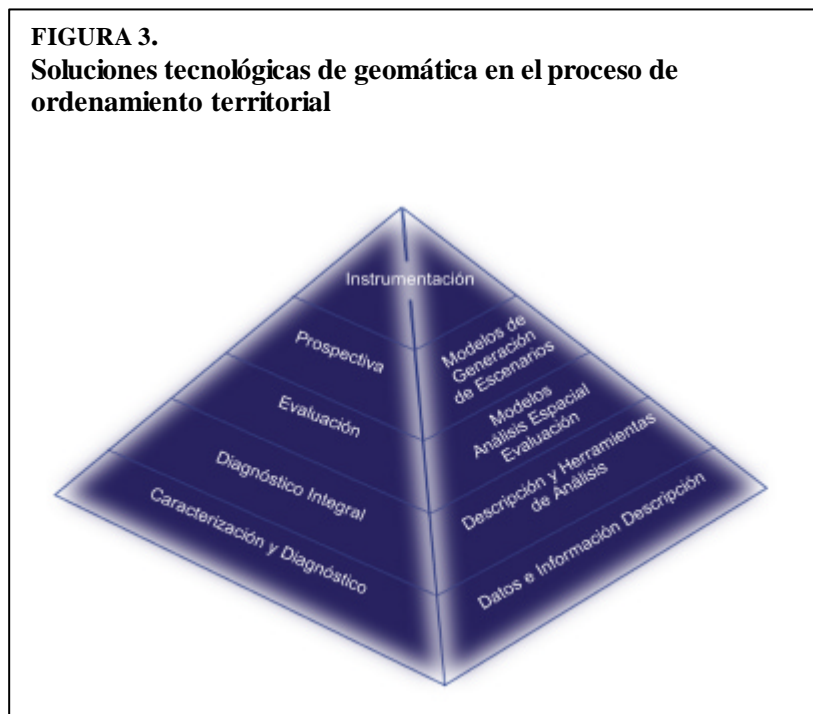 FIGURA 3.
Soluciones tecnológicas de geomática en el proceso de
ordenamiento territorial
Instrumentación
Prospectiva
Modelos de
Generación
de Escenarios
Evaluación
Modelos
Análisis Espacial
Evaluación
Diagnóstico Integral
Descripción y Herramientas
de Análisis
Caracterización y Diagnóstico
Datos e Información Descripción